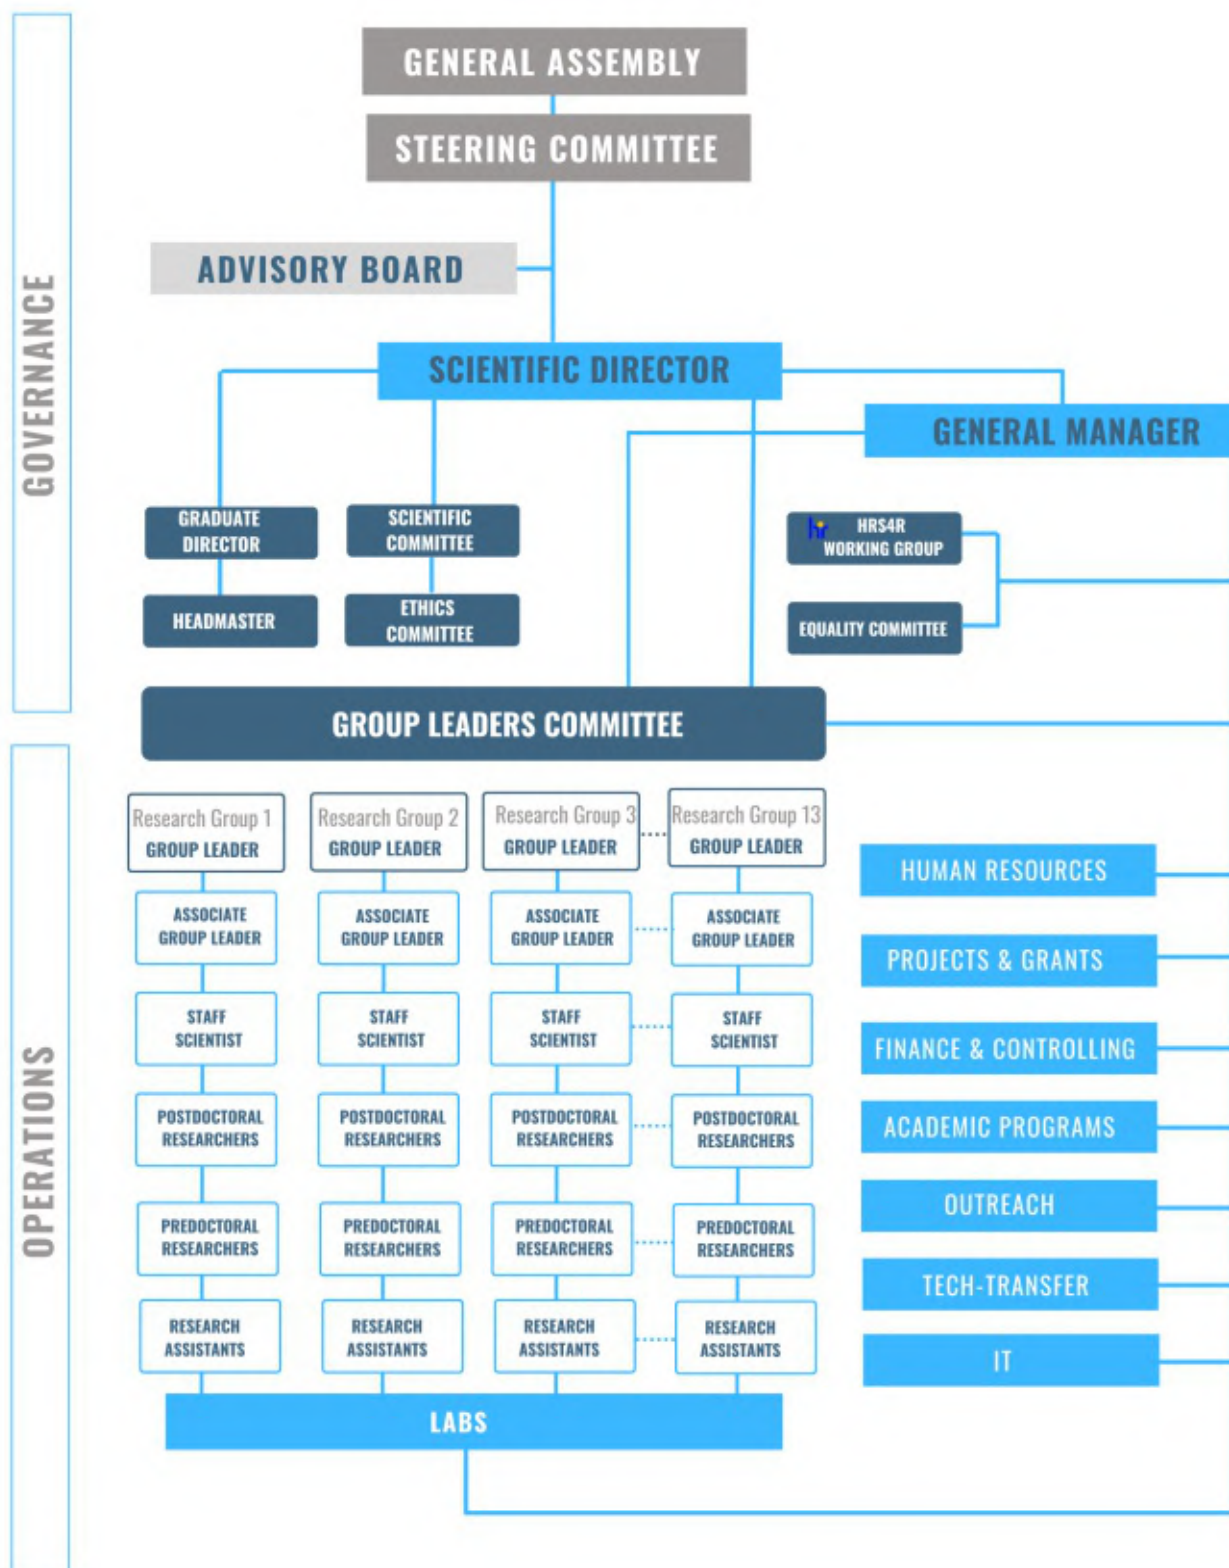 GENERAL ASSEMBLY
STEERING COMMITTEE
ADVISORY BOARD
GOVERNANCE
SCIENTIFIC DIRECTOR
GENERAL MANAGER
GRADUATE
DIRECTOR
SCIENTIFIC
COMMITTEE
hr
HRS4R
WORKING GROUP
HEADMASTER
ETHICS
COMMITTEE
EQUALITY COMMITTEE
GROUP LEADERS COMMITTEE
OPERATIONS
Research Group 1
GROUP LEADER
Research Group 2
GROUP LEADER
Research Group 3
GROUP LEADER
Research Group 13
GROUP LEADER
ASSOCIATE
GROUP LEADER
ASSOCIATE
GROUP LEADER
ASSOCIATE
GROUP LEADER
ASSOCIATE
GROUP LEADER
STAFF
SCIENTIST
STAFF
SCIENTIST
STAFF
SCIENTIST
STAFF
SCIENTIST
POSTDOCTORAL
RESEARCHERS
POSTDOCTORAL
RESEARCHERS
POSTDOCTORAL
RESEARCHERS
POSTDOCTORAL
RESEARCHERS
PREDOCTORAL
RESEARCHERS
PREDOCTORAL
RESEARCHERS
PREDOCTORAL
RESEARCHERS
PREDOCTORAL
RESEARCHERS
RESEARCH
ASSISTANTS
RESEARCH
ASSISTANTS
RESEARCH
ASSISTANTS
RESEARCH
ASSISTANTS
LABS
HUMAN RESOURCES
PROJECTS & GRANTS
FINANCE & CONTROLLING
ACADEMIC PROGRAMS
OUTREACH
TECH-TRANSFER
IT